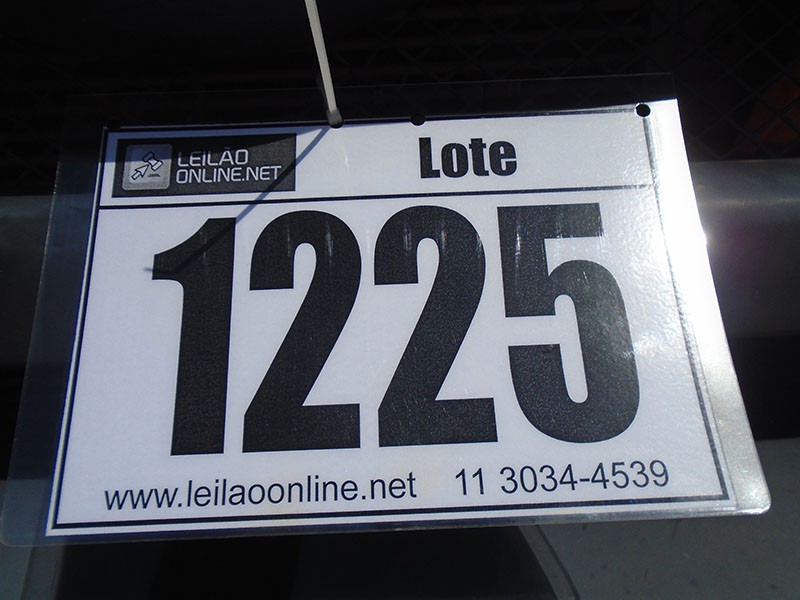 LEILÃO
ONLINE.NET
Lote
1225
www.leilaoonline.net 11 3034-4539